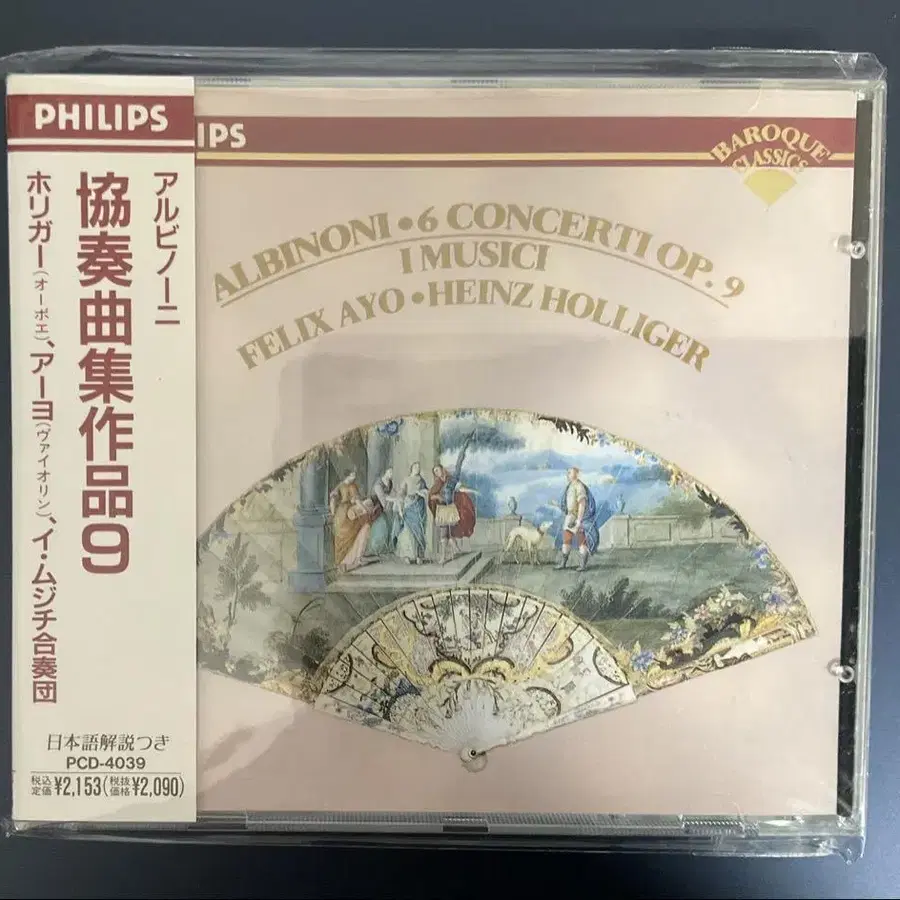 PHILIPS
アルビノーニ
協奏曲集作品9
ホリガー(オーボエ)、アーヨ(ヴァイオリン)、イ・ムジチ合奏団
日本語解説つき
PCD-4039
税込定価¥2,153(税抜価格¥2,090)
IPS
BAROQUE
CLASSICS
ALBINONI•6 CONCERTI OP. 9
I MUSICI
FELIX AYO•HEINZ HOLLIGER